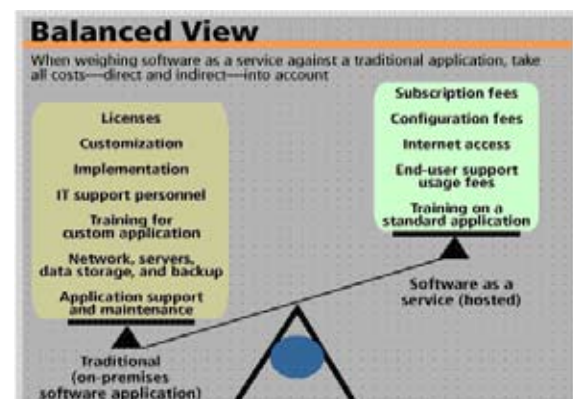 Balanced View
When weighing software as a service against a traditional application, take
all costs—direct and indirect—into account
Licenses
Customization
Implementation
IT support personnel
Training for
custom application
Network, servers,
data storage, and backup
Application support
and maintenance
Traditional
(on-premises
software application)
Subscription fees
Configuration fees
Internet access
End-user support
usage fees
Training on a
standard application
Software as a
service (hosted)